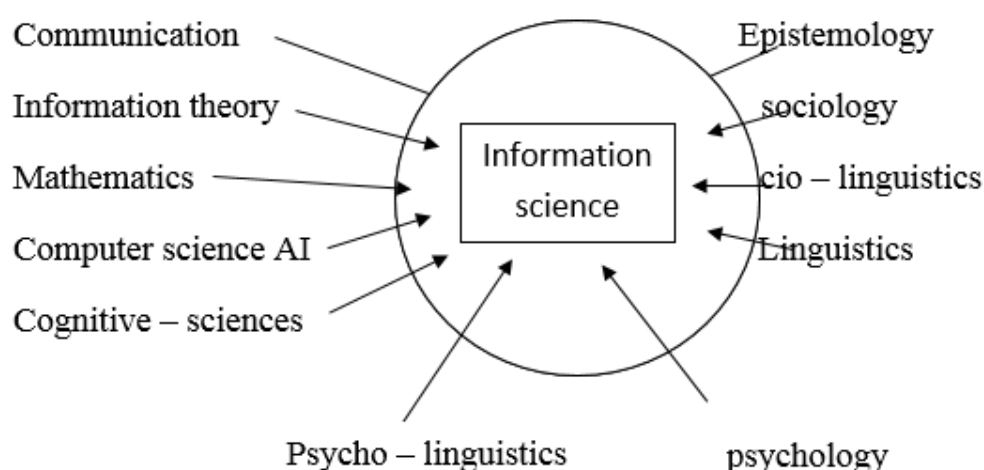 Communication
Epistemology
Information theory
sociology
Information
science
Mathematics
cio – linguistics
Computer science AI
Linguistics
Cognitive – sciences
Psycho – linguistics
psychology